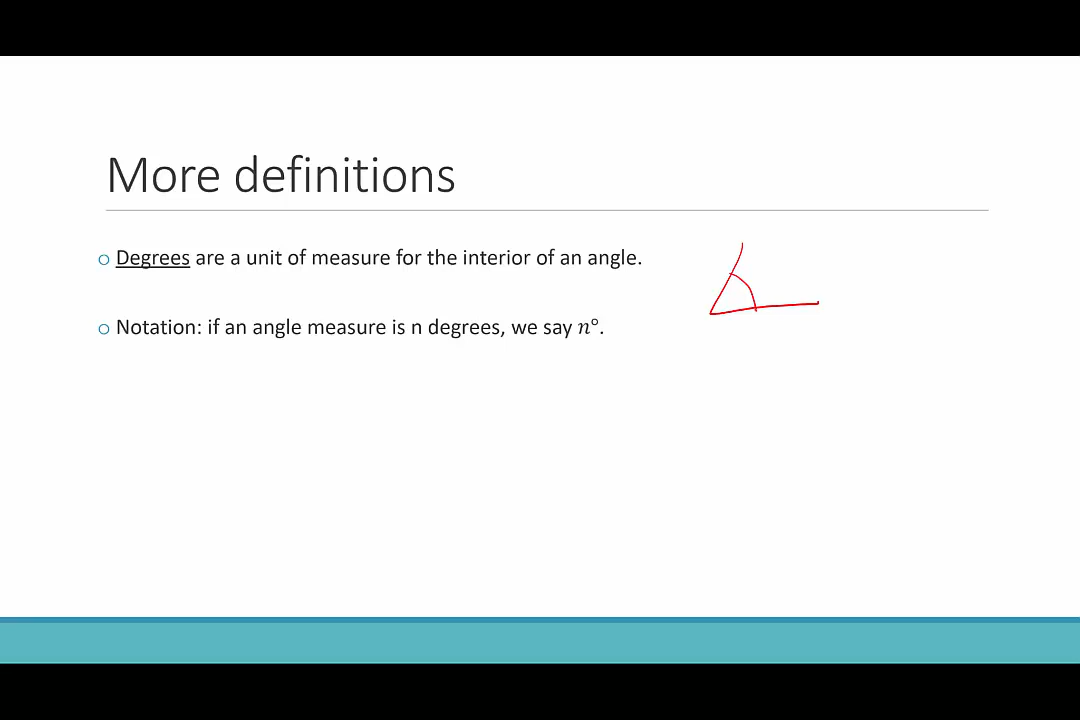 More definitions
Degrees are a unit of measure for the interior of an angle.
Notation: if an angle measure is n degrees, we say n°.